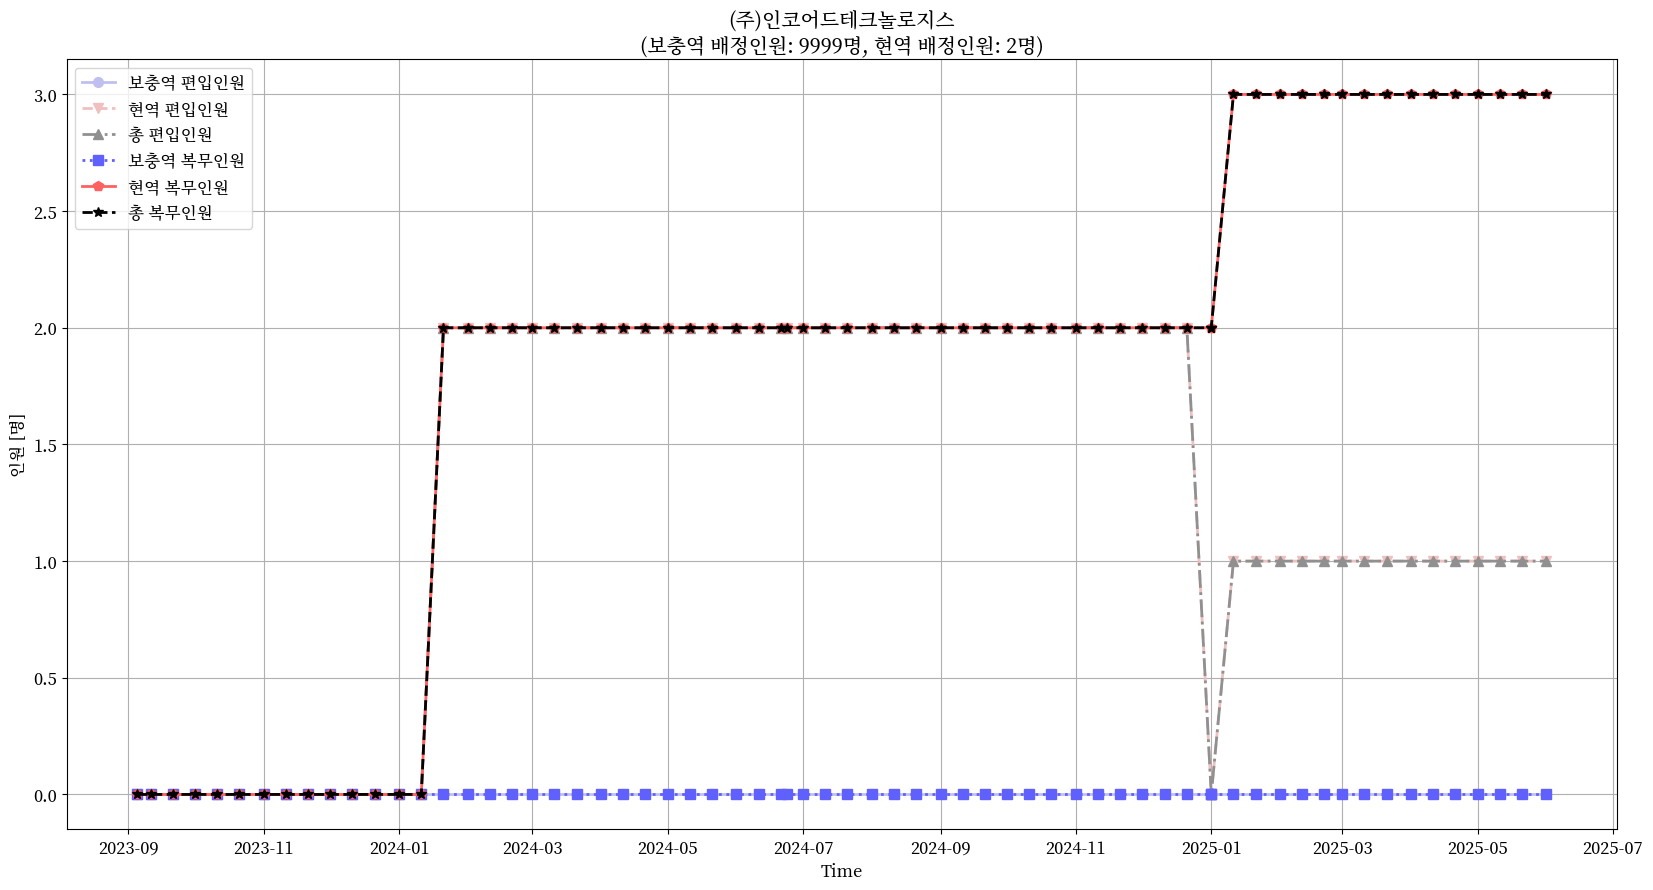 (주)인코어드테크놀로지스
(보충역 배정인원: 9999명, 현역 배정인원: 2명)
보충역 편입인원
현역 편입인원
총 편입인원
보충역 복무인원
현역 복무인원
총 복무인원
3.0
2.5
2.0
1.5
1.0
0.5
0.0
인원 [명]
2023-09
2023-11
2024-01
2024-03
2024-05
2024-07
2024-09
2024-11
2025-01
2025-03
2025-05
2025-07
Time